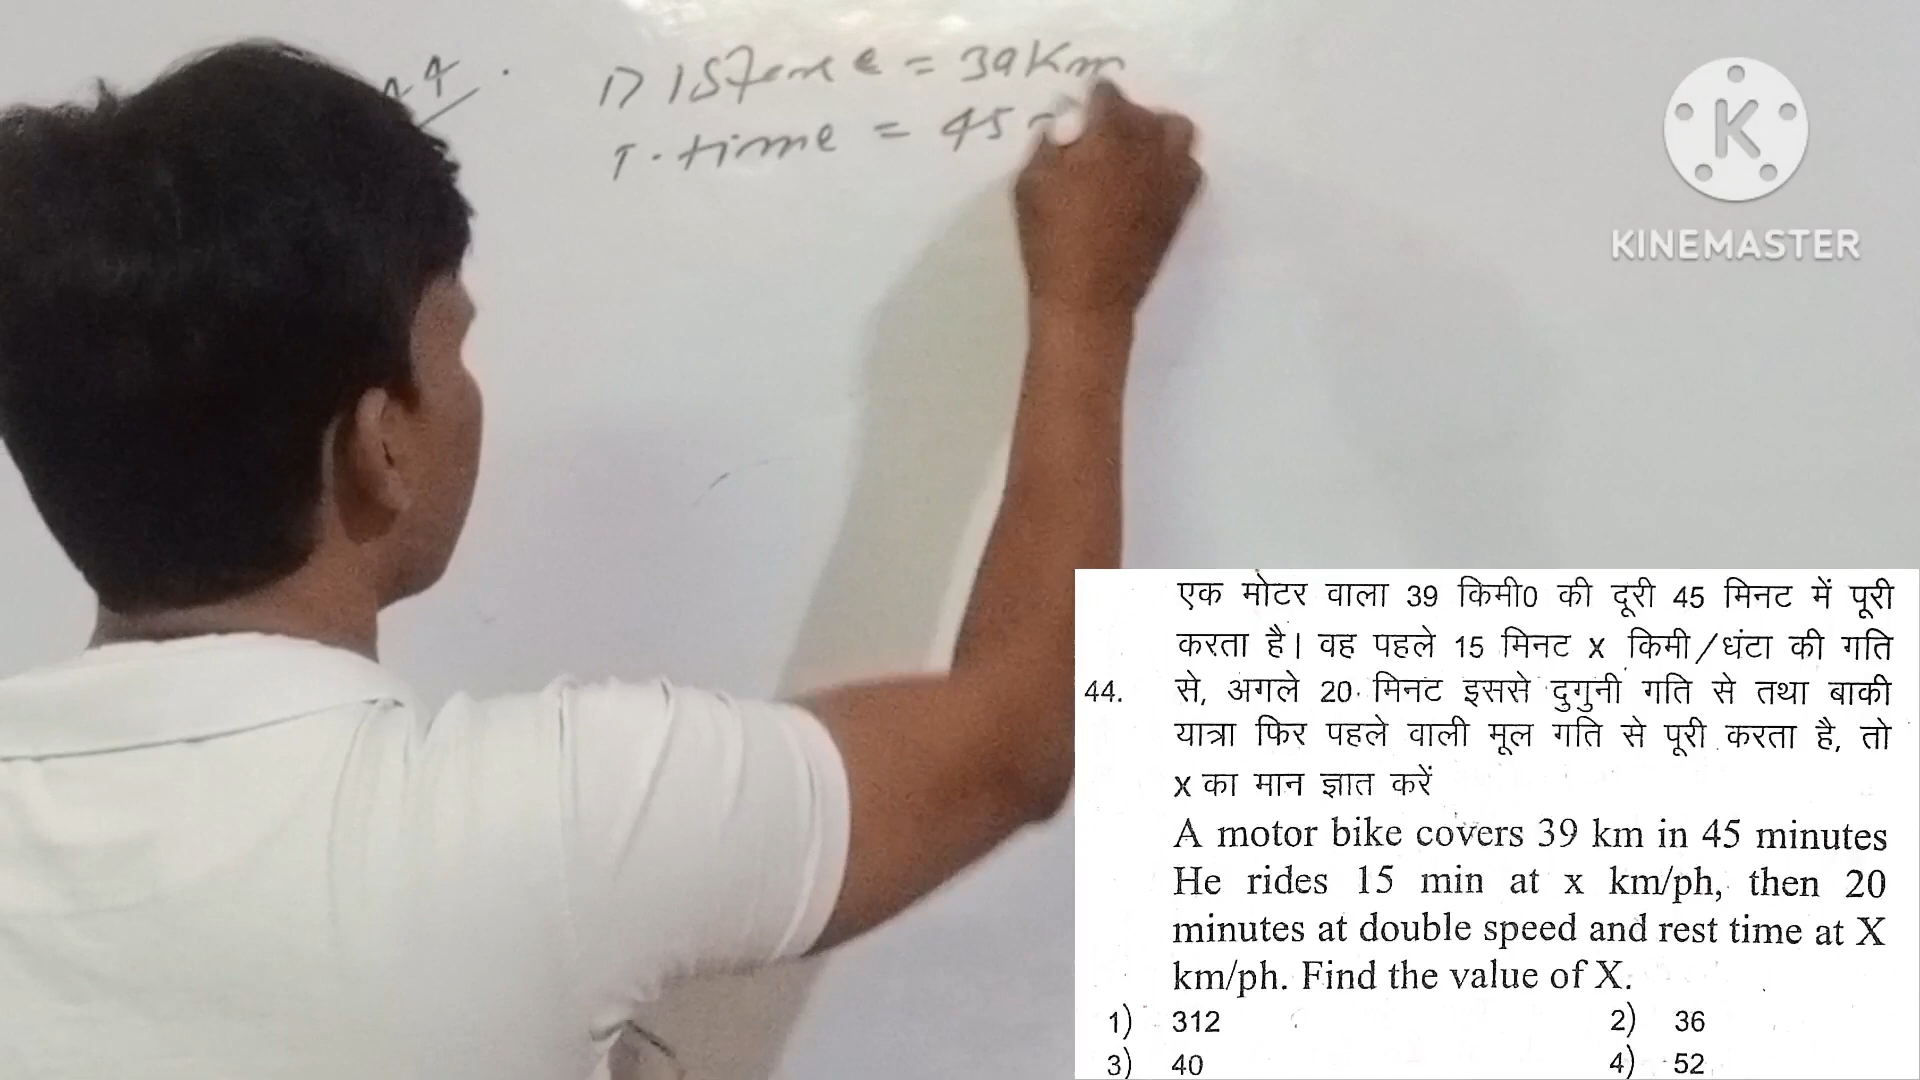 Distance = 39 Km
T. time = 45
KINEMASTER
एक मोटर वाला 39 किमी0 की दूरी 45 मिनट में पूरी
करता है। वह पहले 15 मिनट x किमी/धंटा की गति
44. से, अगले 20 मिनट इससे दुगुनी गति से तथा बाकी
यात्रा फिर पहले वाली मूल गति से पूरी करता है, तो
x का मान ज्ञात करें
A motor bike covers 39 km in 45 minutes
He rides 15 min at x km/ph, then 20
minutes at double speed and rest time at X
km/ph. Find the value of X.
1) 312 2) 36
3) 40 4) 52